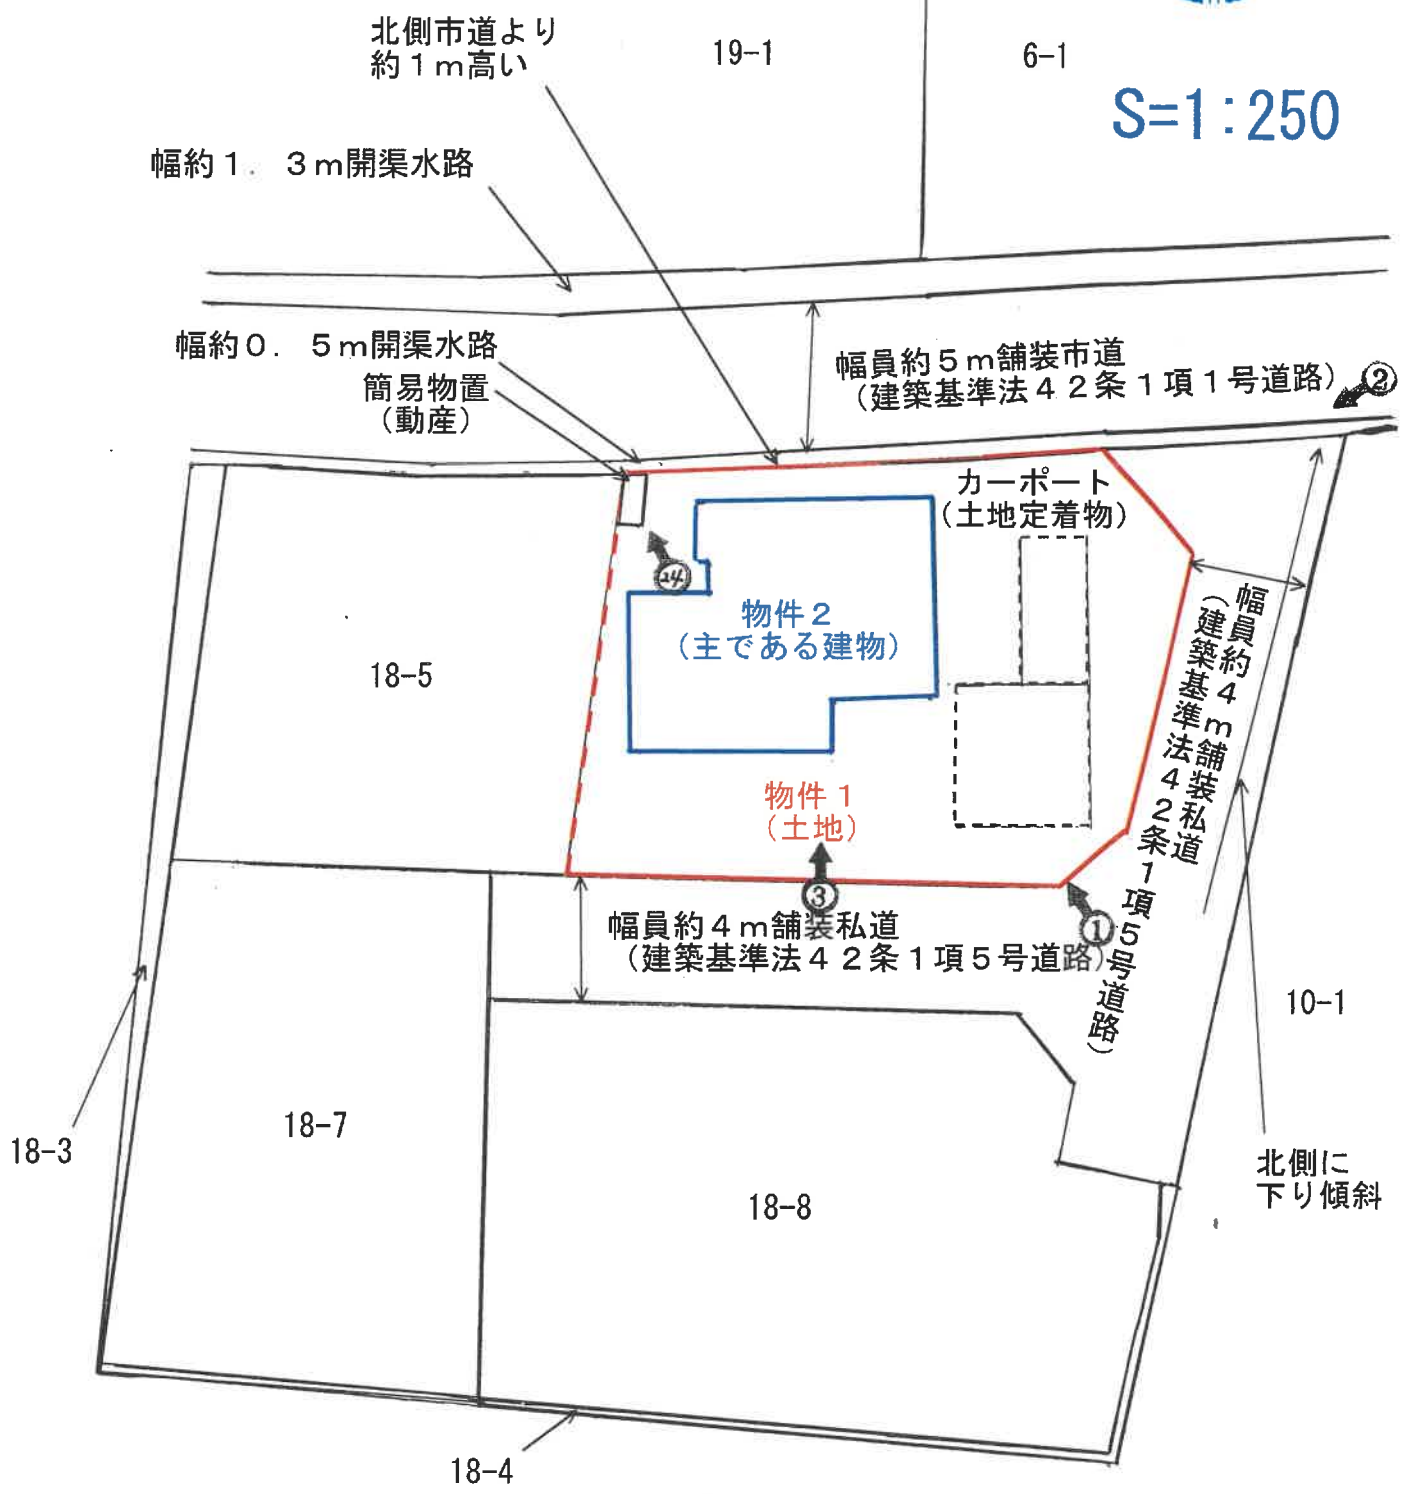 北側市道より
約１ｍ高い
19-1
6-1
S=1:250
幅約１．３ｍ開渠水路
幅約０．５ｍ開渠水路
簡易物置
（動産）
幅員約５ｍ舗装市道
（建築基準法４２条１項１号道路）
②
カーポート
（土地定着物）
㉔
物件２
（主である建物）
18-5
幅員約４ｍ舗装私道
（建築基準法４２条１項５号道路）
物件１
（土地）
③
①
幅員約４ｍ舗装私道
（建築基準法４２条１項５号道路）
10-1
18-7
18-3
18-8
北側に
下り傾斜
18-4